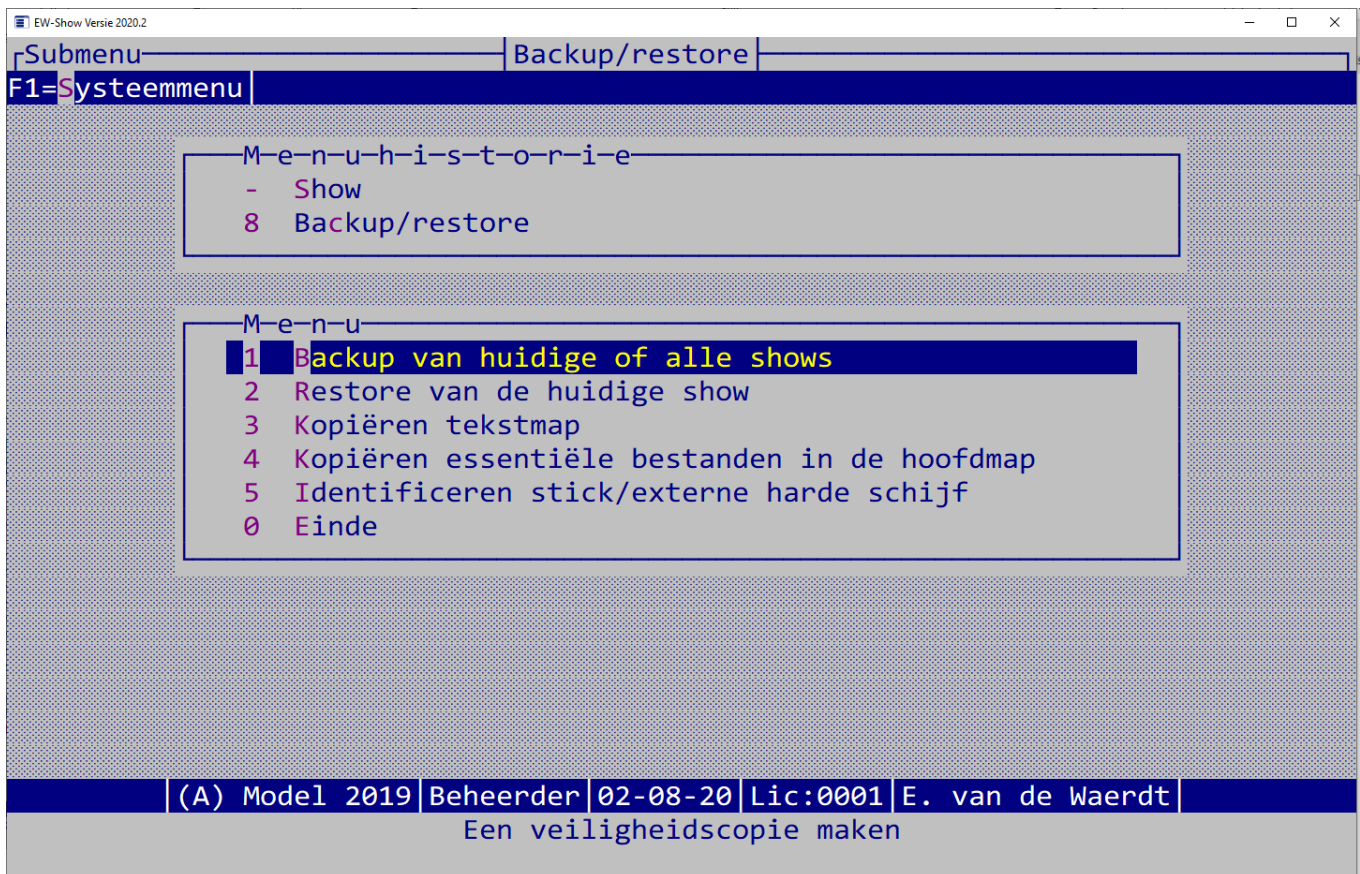 EW-Show Versie 2020.2
Submenu Backup/restore
F1=Systeemmenu
M-e-n-u-h-i-s-t-o-r-i-e
- Show
8 Backup/restore
M-e-n-u
1 Backup van huidige of alle shows
2 Restore van de huidige show
3 Kopiëren tekstmap
4 Kopiëren essentiële bestanden in de hoofdmap
5 Identificeren stick/externe harde schijf
0 Einde
(A) Model 2019|Beheerder|02-08-20|Lic:0001|E. van de Waerdt
Een veiligheidscopie maken